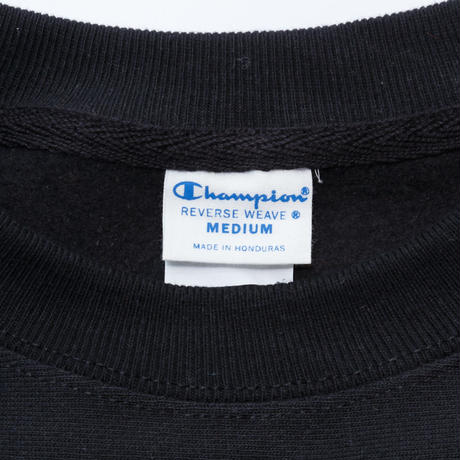 Champion®
REVERSE WEAVE ®
MEDIUM
MADE IN HONDURAS